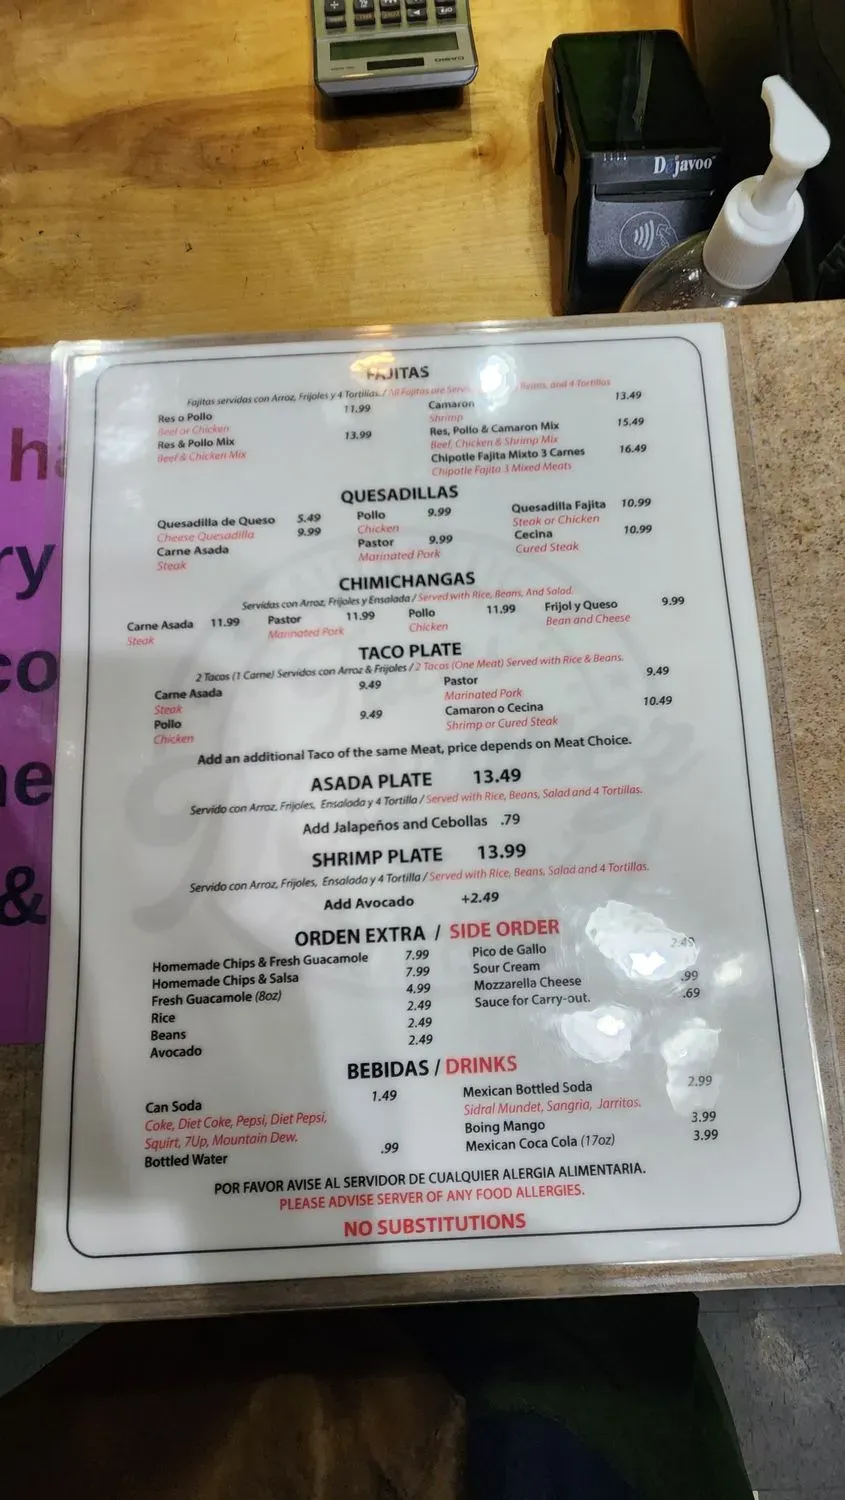 CASIO
Dejavoo
ha
ry
co
ne
&
FAJITAS
Fajitas servidas con Arroz, Frijoles y 4 Tortillas. / All Fajitas are Beans, and 4 Tortillas
Res o Pollo 11.99
Beef or Chicken
Res & Pollo Mix 13.99
Beef & Chicken Mix
Camaron 13.49
Shrimp
Res, Pollo & Camaron Mix 15.49
Beef, Chicken & Shrimp Mix
Chipotle Fajita Mixto 3 Carnes 16.49
Chipotle Fajita 3 Mixed Meats
QUESADILLAS
Quesadilla de Queso 5.49
Cheese Quesadilla
Carne Asada 9.99
Steak
Pollo 9.99
Chicken
Pastor 9.99
Marinated Pork
Quesadilla Fajita 10.99
Steak or Chicken
Cecina 10.99
Cured Steak
CHIMICHANGAS
Servidas con Arroz, Frijoles y Ensalada / Served with Rice, Beans, And Salad.
Carne Asada 11.99
Steak
Pastor 11.99
Marinated Pork
Pollo 11.99
Chicken
Frijol y Queso 9.99
Bean and Cheese
TACO PLATE
2 Tacos (1 Carne) Servidos con Arroz & Frijoles / 2 Tacos (One Meat) Served with Rice & Beans.
Carne Asada 9.49
Steak
Pollo 9.49
Chicken
Pastor 9.49
Marinated Pork
Camaron o Cecina 10.49
Shrimp or Cured Steak
Add an additional Taco of the same Meat, price depends on Meat Choice.
ASADA PLATE 13.49
Servido con Arroz, Frijoles, Ensalada y 4 Tortilla / Served with Rice, Beans, Salad and 4 Tortillas.
Add Jalapeños and Cebollas .79
SHRIMP PLATE 13.99
Servido con Arroz, Frijoles, Ensalada y 4 Tortilla / Served with Rice, Beans, Salad and 4 Tortillas.
Add Avocado +2.49
ORDEN EXTRA / SIDE ORDER
Homemade Chips & Fresh Guacamole 7.99
Homemade Chips & Salsa 7.99
Fresh Guacamole (8oz) 4.99
Rice 2.49
Beans 2.49
Avocado 2.49
Pico de Gallo 2.49
Sour Cream
Mozzarella Cheese .99
Sauce for Carry-out. .69
BEBIDAS / DRINKS
Can Soda 1.49
Coke, Diet Coke, Pepsi, Diet Pepsi,
Squirt, 7Up, Mountain Dew.
Bottled Water .99
Mexican Bottled Soda 2.99
Sidral Mundet, Sangria, Jarritos.
Boing Mango 3.99
Mexican Coca Cola (17oz) 3.99
POR FAVOR AVISE AL SERVIDOR DE CUALQUIER ALERGIA ALIMENTARIA.
PLEASE ADVISE SERVER OF ANY FOOD ALLERGIES.
NO SUBSTITUTIONS